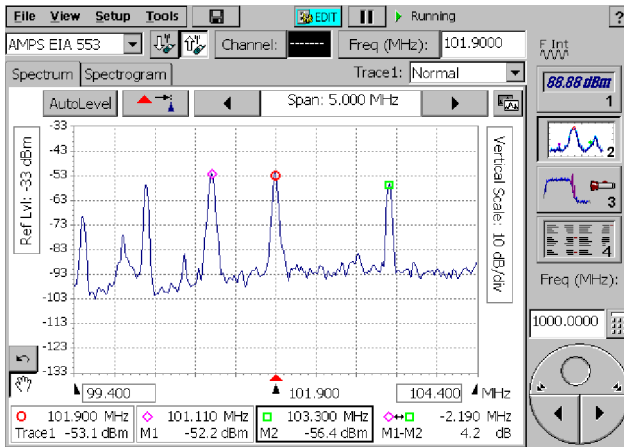 File View Setup Tools EDIT Running ?
AMPS EIA 553 Channel: ------- Freq (MHz): 101.9000
F Int
Spectrum Spectrogram Trace1: Normal
88.88 dBm
1
AutoLevel Span: 5.000 MHz
-33
-53
-53
-63
-73
-83
-93
-103
-113
-123
-133
Ref Lvl: -33 dBm
Vertical Scale: 10 dB/div
2
3
4
Freq (MHz):
1000.0000
99.400 101.900 104.400 MHz
101.900 MHz 101.110 MHz 103.300 MHz -2.190 MHz
Trace1 -53.1 dBm M1 -52.2 dBm M2 -56.4 dBm M1-M2 4.2 dB